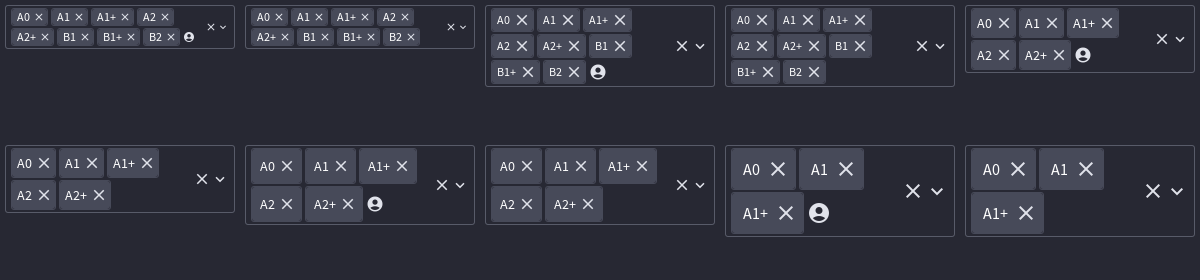 A0 A1 A1+ A2
A2+ B1 B1+ B2
A0 A1 A1+ A2
A2+ B1 B1+ B2
A0 A1 A1+
A2 A2+ B1
B1+ B2
A0 A1 A1+
A2 A2+ B1
B1+ B2
A0 A1 A1+
A2 A2+
A0 A1 A1+
A2 A2+
A0 A1 A1+
A2 A2+
A0 A1 A1+
A2 A2+
A0 A1
A1+
A0 A1
A1+